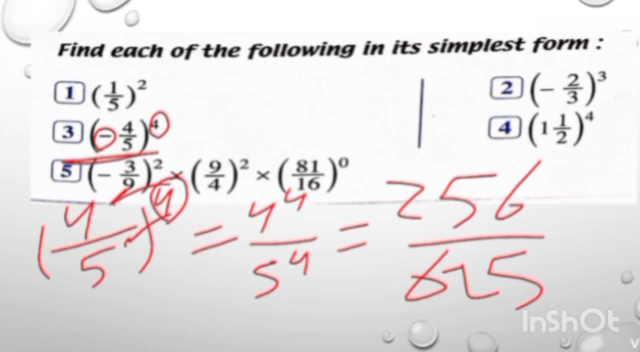 Find each of the following in its simplest form :
1 (1/5)² 2 (- 2/3)³
3 (- 4/5)⁴ 4 (1 1/2)⁴
5 (- 3/9)² × (9/4)² × (81/16)⁰
(4/5)⁴ = 4⁴/5⁴ = 256/625
InShOt